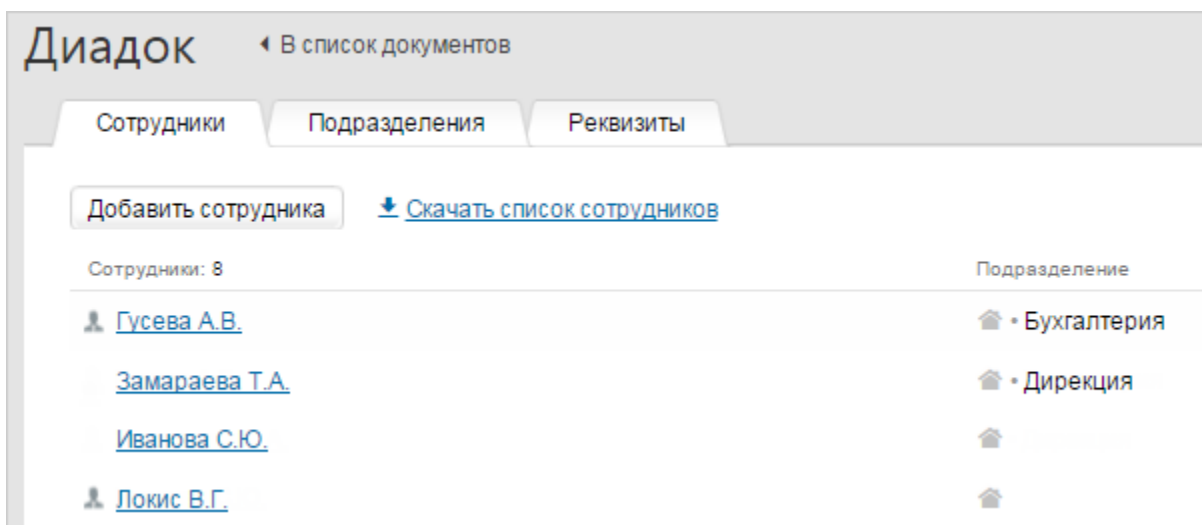 Диадок В список документов
Сотрудники Подразделения Реквизиты
Добавить сотрудника Скачать список сотрудников
Сотрудники: 8 Подразделение
Гусева А.В. • Бухгалтерия
Замараева Т.А. • Дирекция
Иванова С.Ю.
Локис В.Г.